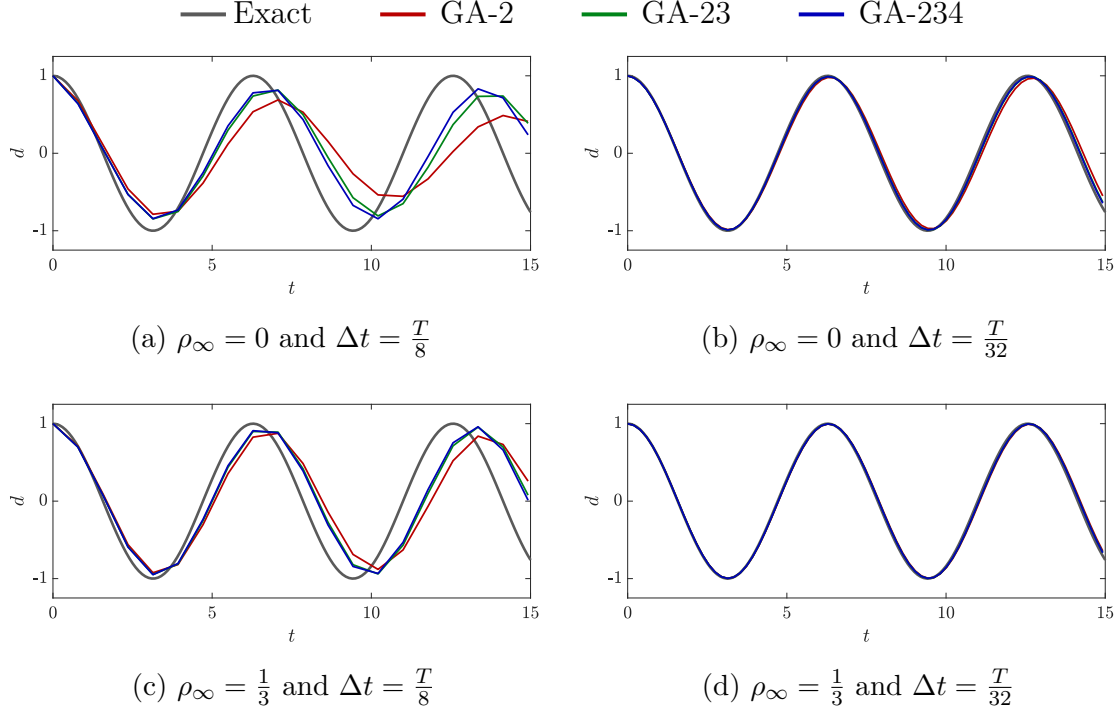 Exact GA-2 GA-23 GA-234
1
0
-1
d
0 5 10 15
t
(a) ρ∞ = 0 and Δt = T/8
1
0
-1
d
0 5 10 15
t
(b) ρ∞ = 0 and Δt = T/32
1
0
-1
d
0 5 10 15
t
(c) ρ∞ = 1/3 and Δt = T/8
1
0
-1
d
0 5 10 15
t
(d) ρ∞ = 1/3 and Δt = T/32